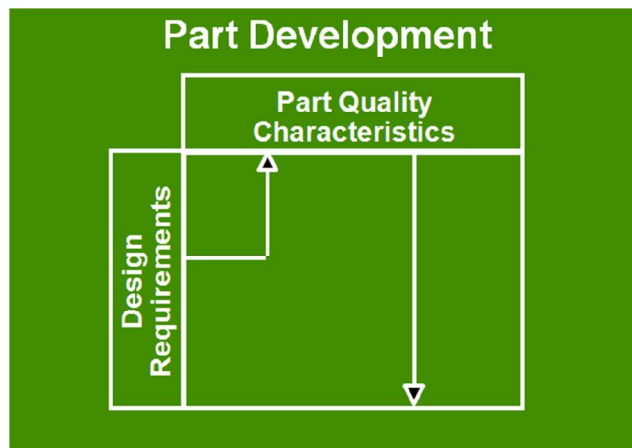 Part Development
Part Quality
Characteristics
Design
Requirements